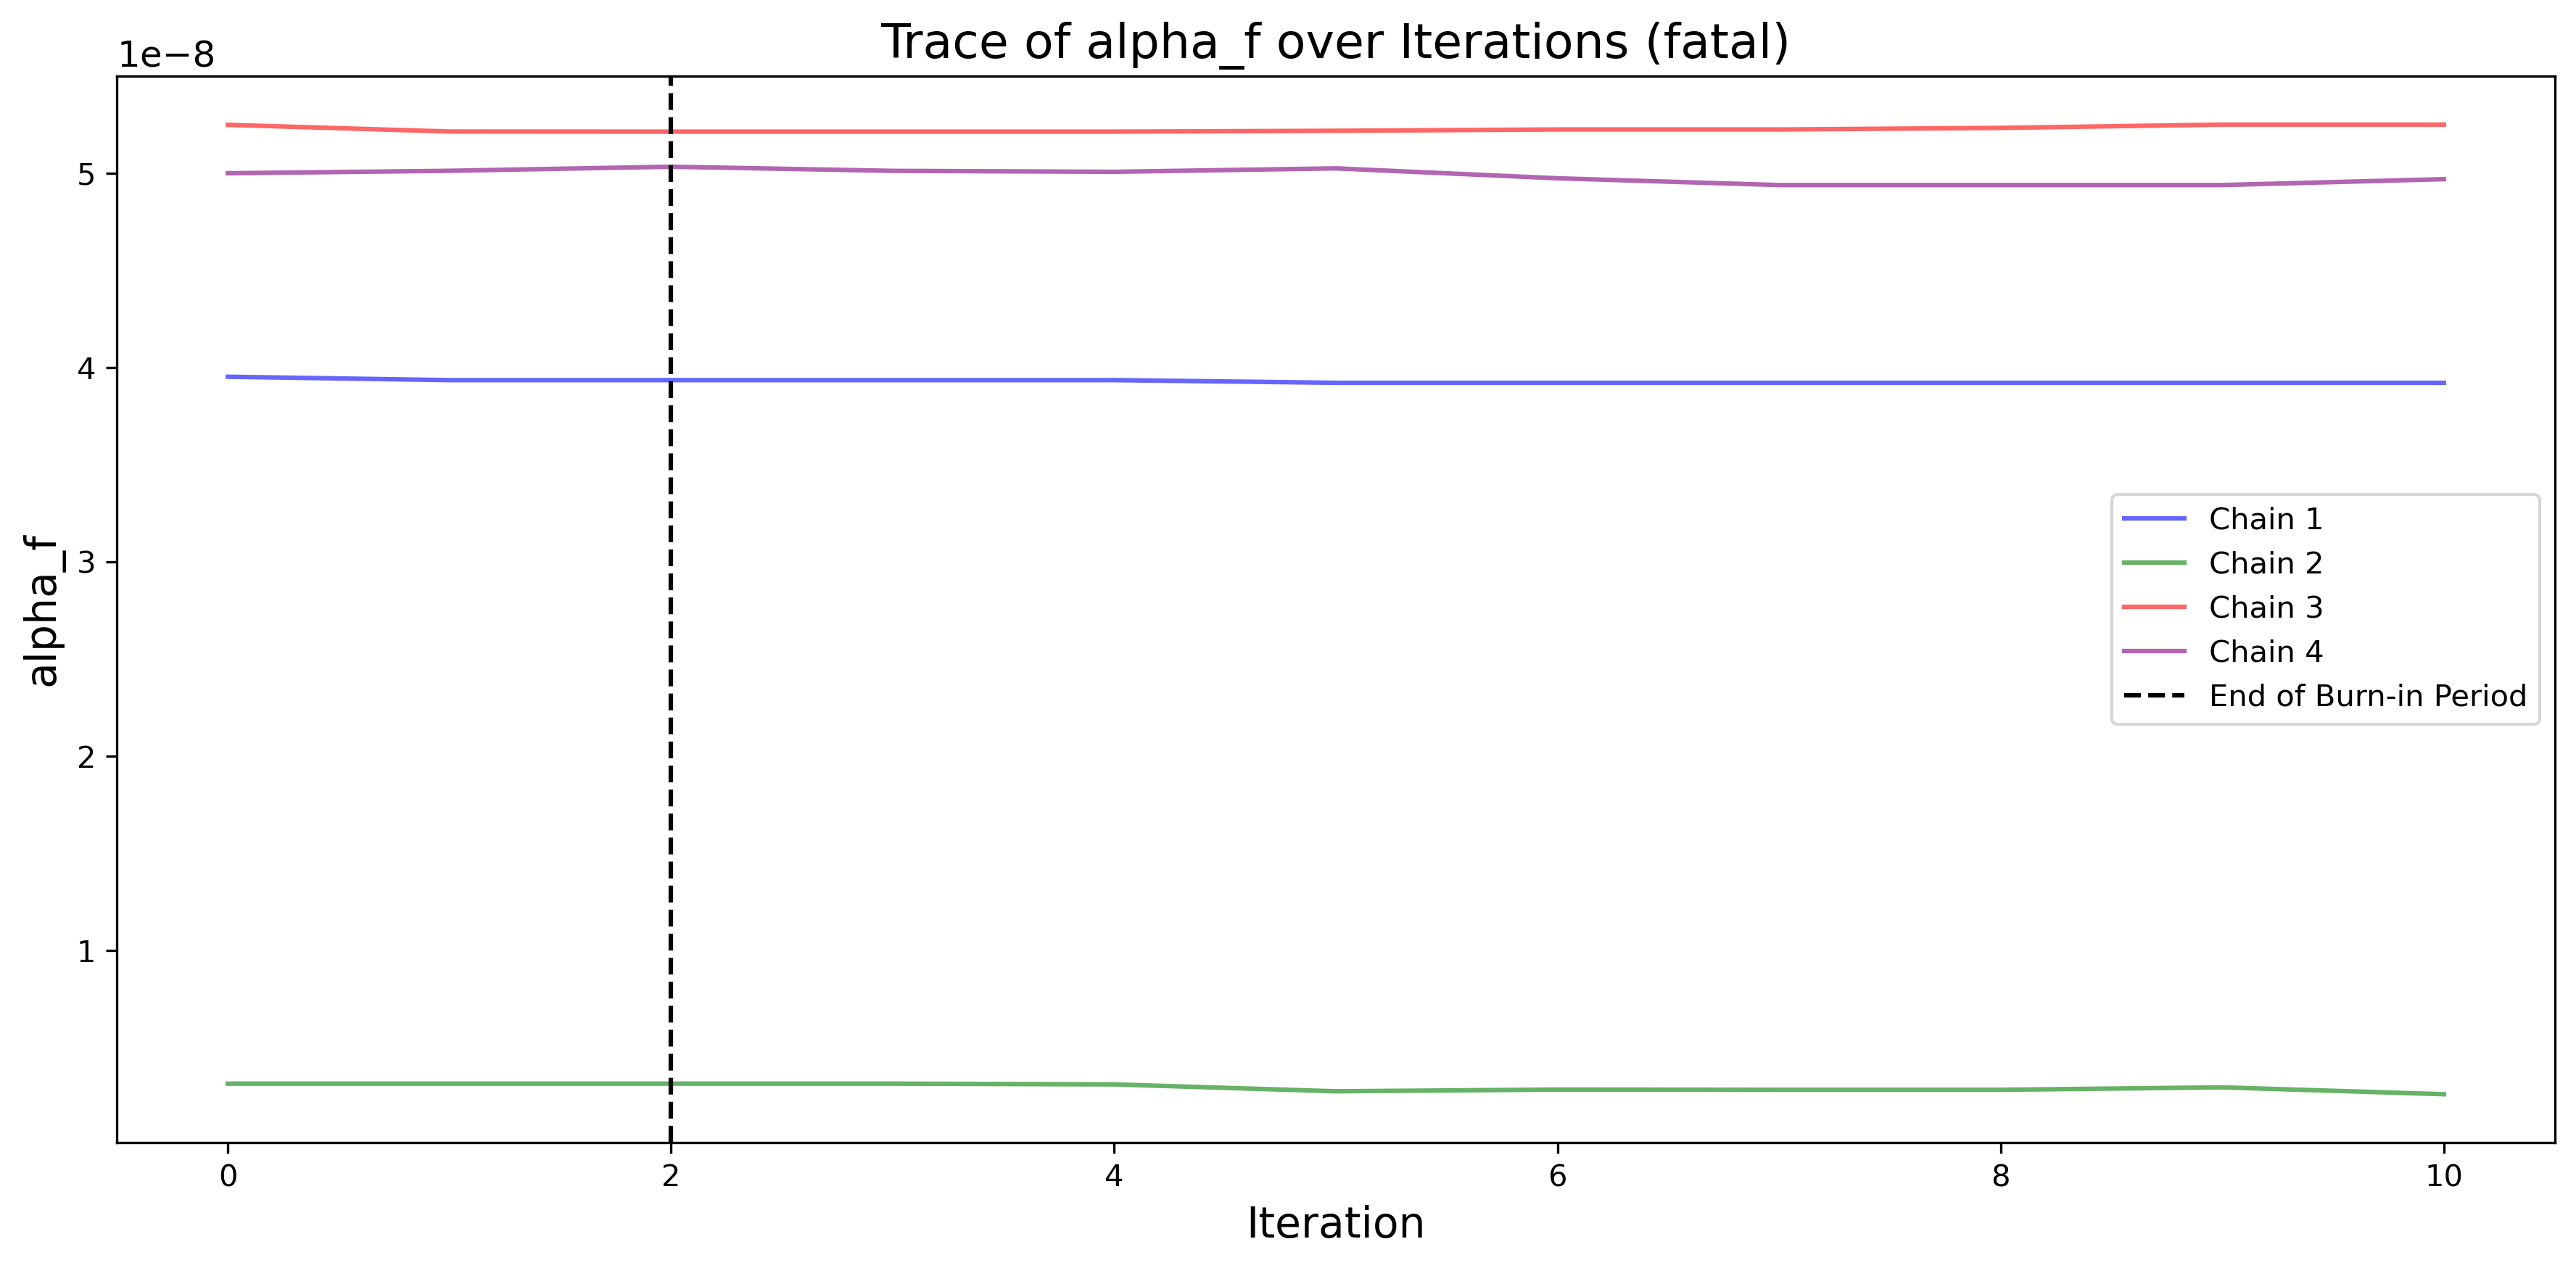 Trace of alpha_f over Iterations (fatal)
1e−8
5
4
3
2
1
alpha_f
Chain 1
Chain 2
Chain 3
Chain 4
End of Burn-in Period
0 2 4 6 8 10
Iteration